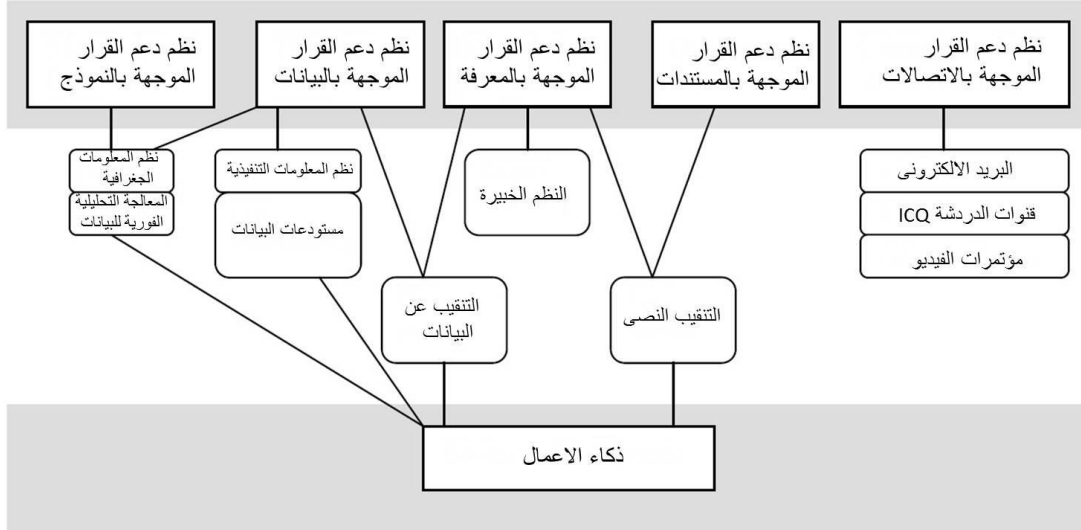 نظم دعم القرار
الموجهة بالاتصالات
نظم دعم القرار
الموجهة بالمستندات
نظم دعم القرار
الموجهة بالمعرفة
نظم دعم القرار
الموجهة بالبيانات
نظم دعم القرار
الموجهة بالنموذج
البريد الالكترونى
قنوات الدردشة ICQ
مؤتمرات الفيديو
النظم الخبيرة
نظم المعلومات التنفيذية
مستودعات البيانات
نظم المعلومات
الجغرافية
المعالجة التحليلية
الفورية للبيانات
التنقيب النصى
التنقيب عن
البيانات
ذكاء الاعمال